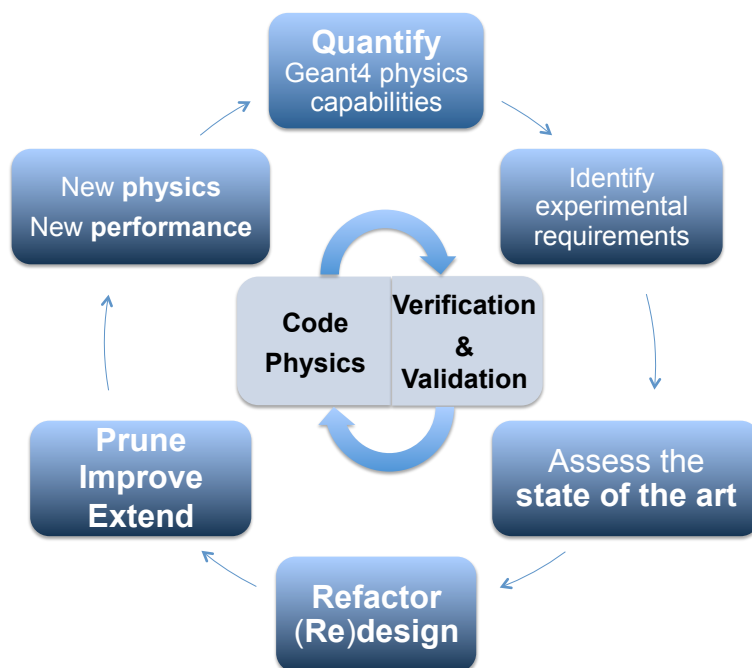 Quantify
Geant4 physics
capabilities
Identify
experimental
requirements
Assess the
state of the art
Refactor
(Re)design
Prune
Improve
Extend
New physics
New performance
Code
Physics
Verification
&
Validation